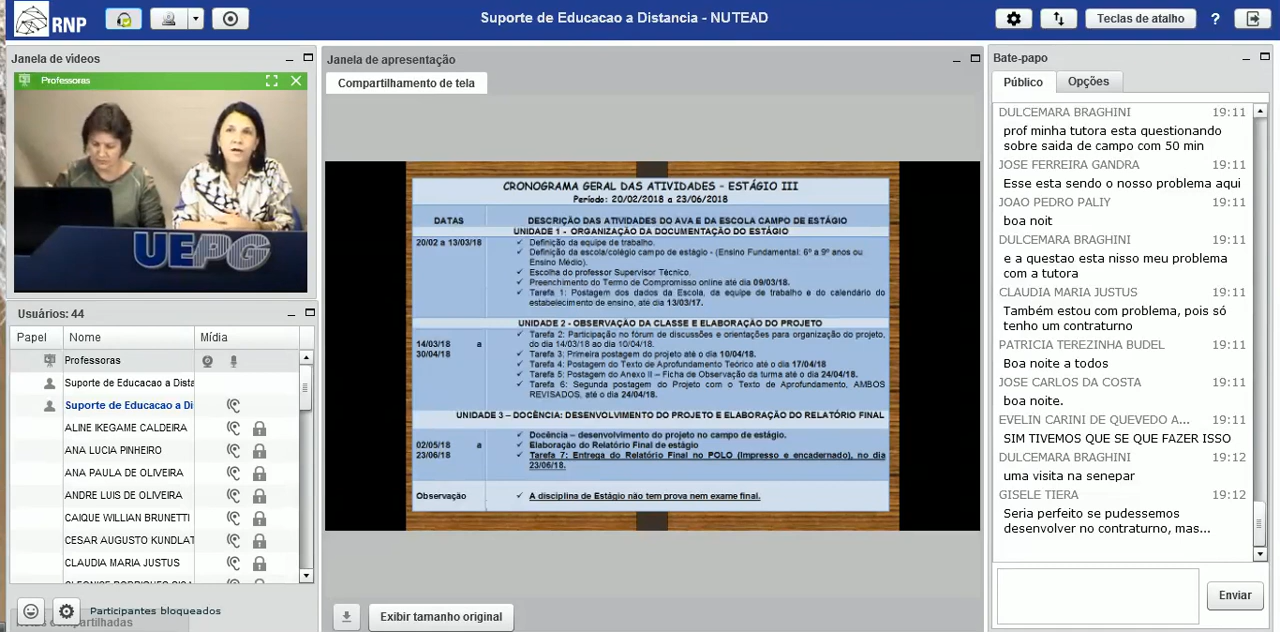 RNP
Suporte de Educacao a Distancia - NUTEAD
Teclas de atalho
?
Janela de vídeos
Professoras
UEPG
Usuários: 44
Papel Nome Mídia
Professoras
Suporte de Educacao a Dista
Suporte de Educacao a Di
ALINE IKEGAME CALDEIRA
ANA LUCIA PINHEIRO
ANA PAULA DE OLIVEIRA
ANDRE LUIS DE OLIVEIRA
CAIQUE WILLIAN BRUNETTI
CESAR AUGUSTO KUNDLAT
CLAUDIA MARIA JUSTUS
Participantes bloqueados
Janela de apresentação
Compartilhamento de tela
CRONOGRAMA GERAL DAS ATIVIDADES - ESTÁGIO III
Período: 20/02/2018 a 23/06/2018
DATAS DESCRIÇÃO DAS ATIVIDADES DO AVA E DA ESCOLA CAMPO DE ESTÁGIO
UNIDADE 1 - ORGANIZAÇÃO DA DOCUMENTAÇÃO DO ESTÁGIO
20/02 a 13/03/18
✓ Definição da equipe de trabalho.
✓ Definição da escola/colégio campo de estágio - (Ensino Fundamental: 6º a 9º anos ou
Ensino Médio).
✓ Escolha do professor Supervisor Técnico.
✓ Preenchimento do Termo de Compromisso online até dia 09/03/18.
✓ Tarefa 1: Postagem dos dados da Escola, da equipe de trabalho e do calendário do
estabelecimento de ensino, até dia 13/03/17.
UNIDADE 2 - OBSERVAÇÃO DA CLASSE E ELABORAÇÃO DO PROJETO
14/03/18 a
30/04/18
✓ Tarefa 2: Participação no fórum de discussões e orientações para organização do projeto,
do dia 14/03/18 ao dia 10/04/18.
✓ Tarefa 3: Primeira postagem do projeto até o dia 10/04/18.
✓ Tarefa 4: Postagem do Texto de Aprofundamento Teórico até dia 17/04/18
✓ Tarefa 5: Postagem do Anexo II – Ficha de Observação da turma até o dia 24/04/18.
✓ Tarefa 6: Segunda postagem do Projeto com o Texto de Aprofundamento, AMBOS
REVISADOS, até o dia 24/04/18.
UNIDADE 3 – DOCÊNCIA: DESENVOLVIMENTO DO PROJETO E ELABORAÇÃO DO RELATÓRIO FINAL
02/05/18 a
23/06/18
✓ Docência – desenvolvimento do projeto no campo de estágio.
✓ Elaboração do Relatório Final de estágio
✓ Tarefa 7: Entrega do Relatório Final no POLO (Impresso e encadernado), no dia
23/06/18.
Observação ✓ A disciplina de Estágio não tem prova nem exame final.
Exibir tamanho original
Bate-papo
Público Opções
DULCEMARA BRAGHINI 19:11
prof minha tutora esta questionando
sobre saida de campo com 50 min
JOSE FERREIRA GANDRA 19:11
Esse esta sendo o nosso problema aqui
JOAO PEDRO PALIY 19:11
boa noit
DULCEMARA BRAGHINI 19:11
e a questao esta nisso meu problema
com a tutora
CLAUDIA MARIA JUSTUS 19:11
Também estou com problema, pois só
tenho um contraturno
PATRICIA TEREZINHA BUDEL 19:11
Boa noite a todos
JOSE CARLOS DA COSTA 19:11
boa noite.
EVELIN CARINI DE QUEVEDO A... 19:11
SIM TIVEMOS QUE SE QUE FAZER ISSO
DULCEMARA BRAGHINI 19:12
uma visita na senepar
GISELE TIERA 19:12
Seria perfeito se pudessemos
desenvolver no contraturno, mas...
Enviar